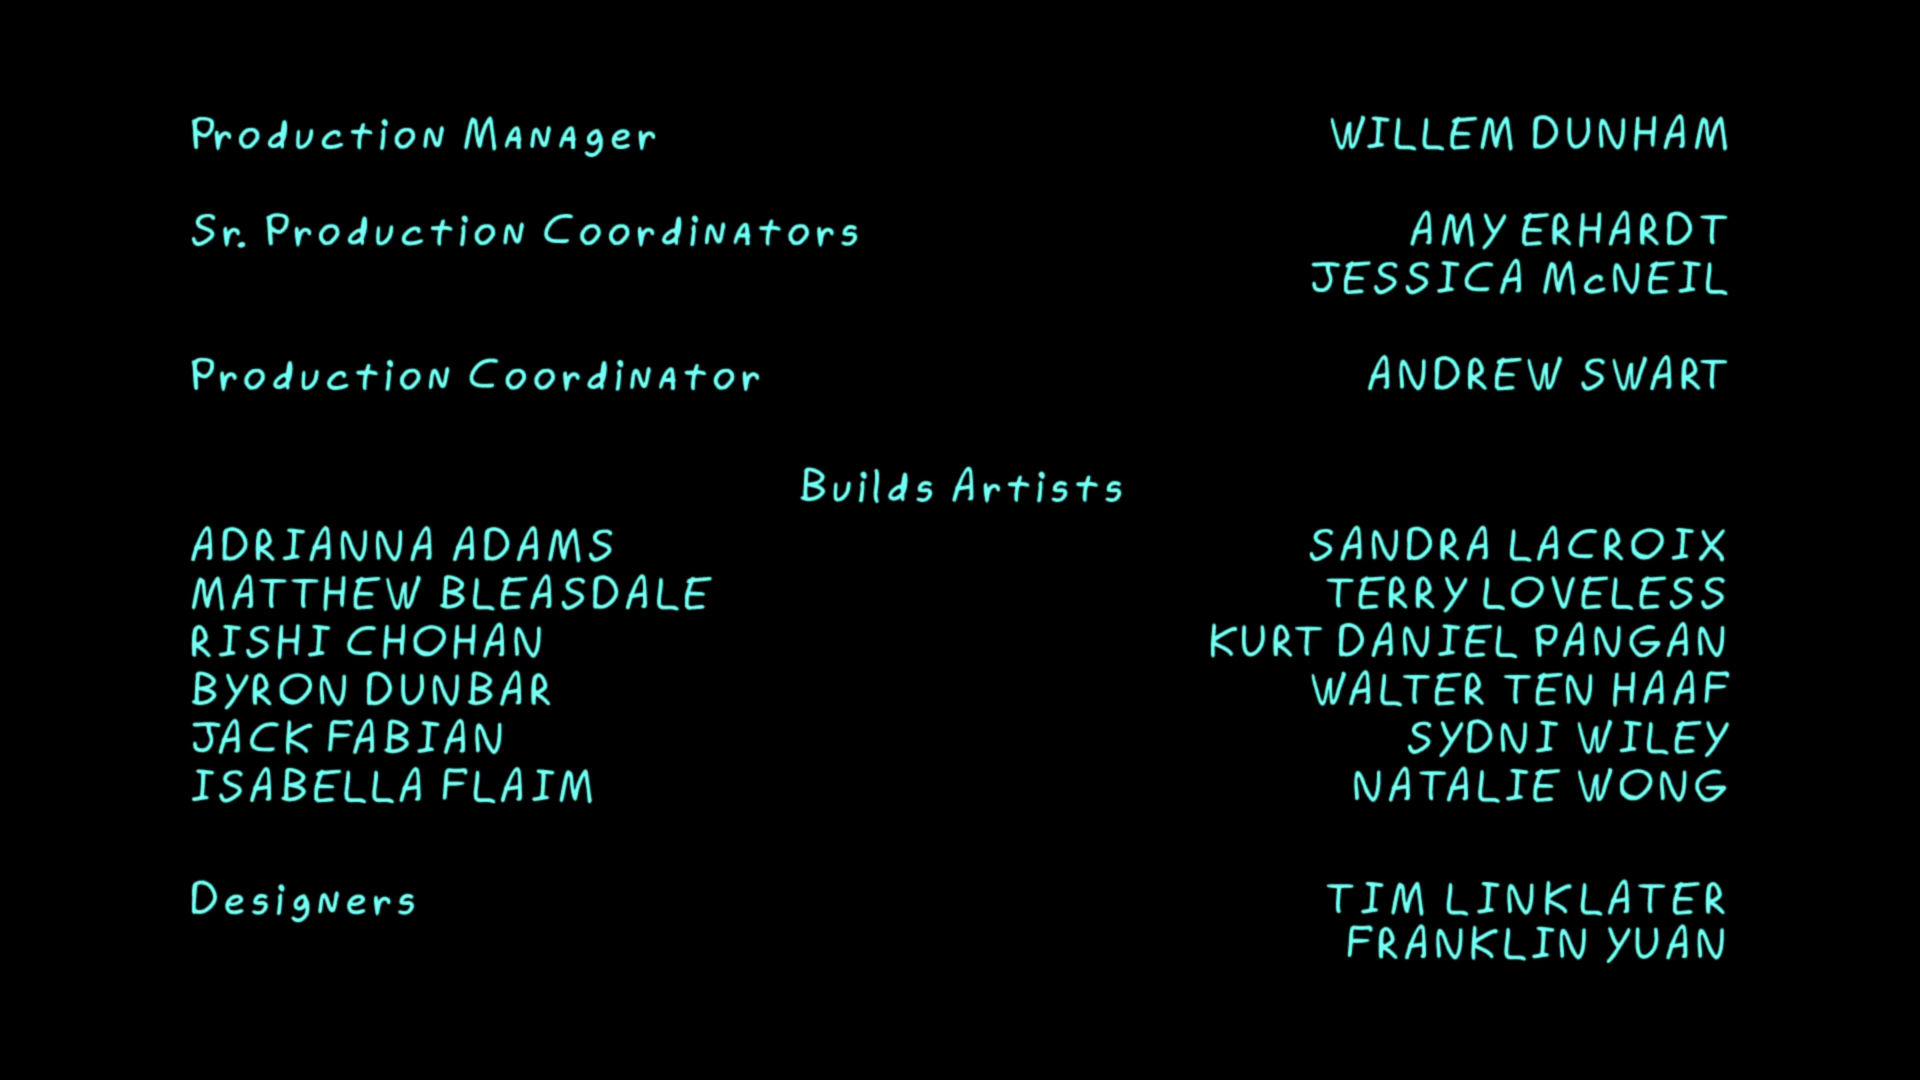 Production Manager WILLEM DUNHAM
Sr. Production Coordinators AMY ERHARDT
JESSICA McNEIL
Production Coordinator ANDREW SWART
Builds Artists
ADRIANNA ADAMS SANDRA LACROIX
MATTHEW BLEASDALE TERRY LOVELESS
RISHI CHOHAN KURT DANIEL PANGAN
BYRON DUNBAR WALTER TEN HAAF
JACK FABIAN SYDNI WILEY
ISABELLA FLAIM NATALIE WONG
Designers TIM LINKLATER
FRANKLIN YUAN